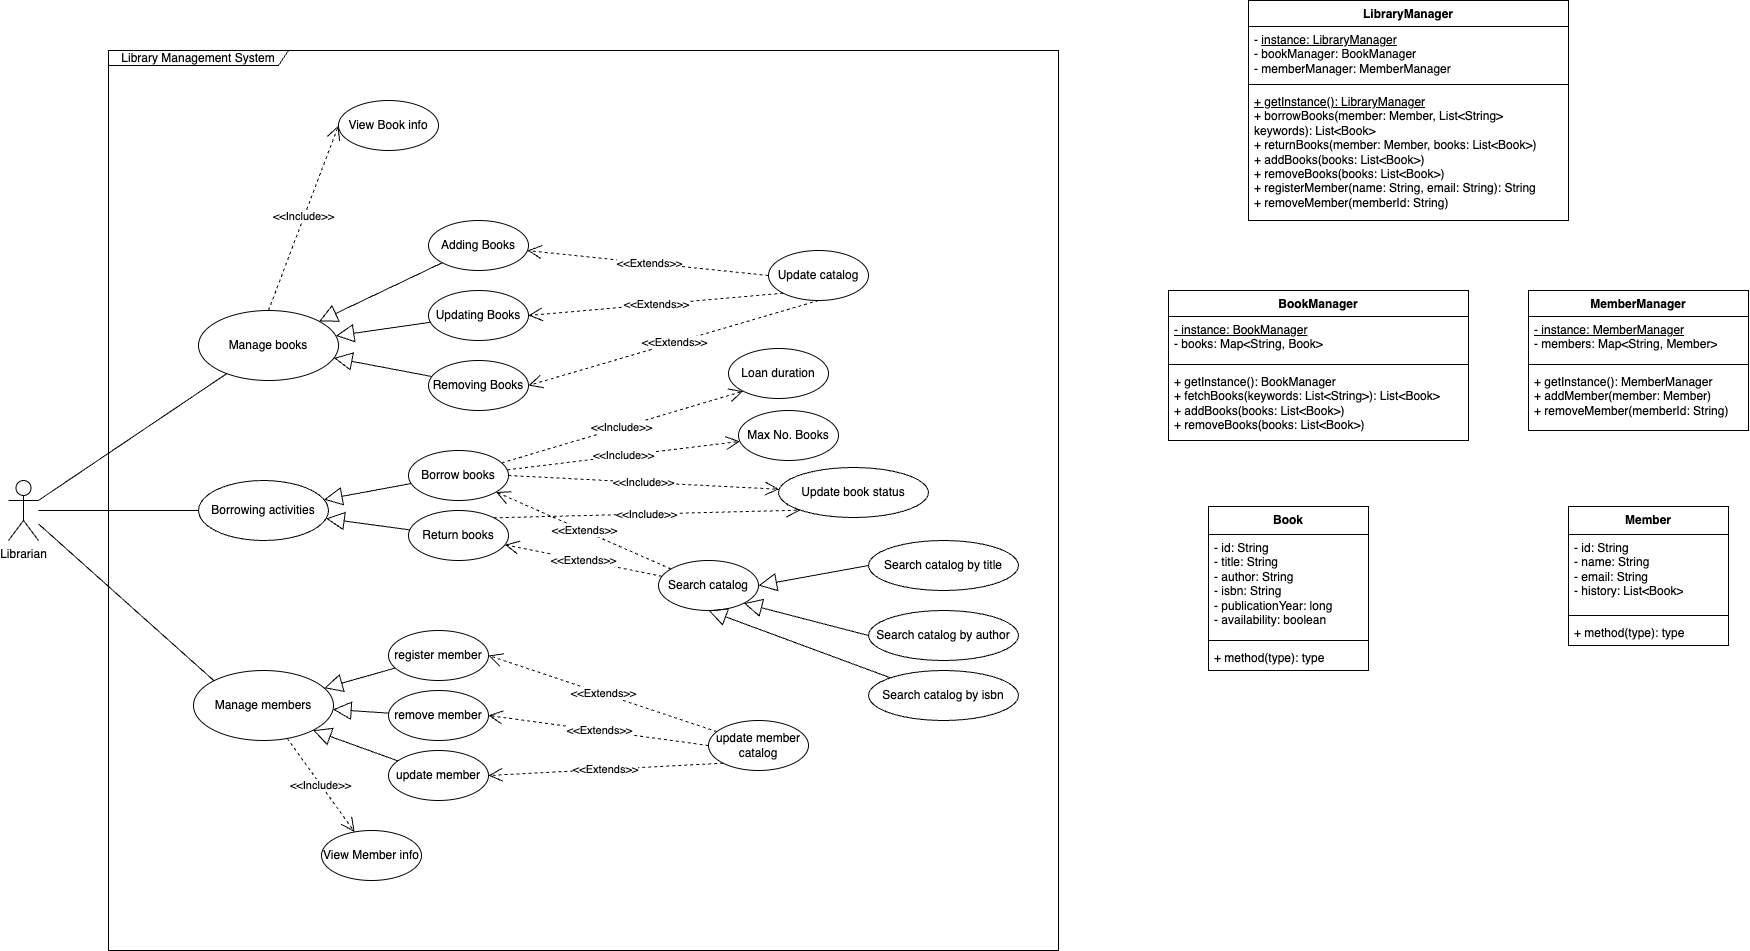 Library Management System
View Book info
<<Include>>
Adding Books
<<Extends>>
Update catalog
Updating Books
<<Extends>>
Manage books
<<Extends>>
Removing Books
Loan duration
<<Include>>
Max No. Books
<<Include>>
Borrow books
<<Include>>
Update book status
Borrowing activities
<<Include>>
Return books
<<Extends>>
<<Extends>>
Librarian
Search catalog
Search catalog by title
Search catalog by author
Search catalog by isbn
register member
<<Extends>>
Manage members
remove member
<<Extends>>
update member
catalog
update member
<<Extends>>
<<Include>>
View Member info
LibraryManager
- instance: LibraryManager
- bookManager: BookManager
- memberManager: MemberManager
+ getInstance(): LibraryManager
+ borrowBooks(member: Member, List<String>
keywords): List<Book>
+ returnBooks(member: Member, books: List<Book>)
+ addBooks(books: List<Book>)
+ removeBooks(books: List<Book>)
+ registerMember(name: String, email: String): String
+ removeMember(memberId: String)
BookManager
- instance: BookManager
- books: Map<String, Book>
+ getInstance(): BookManager
+ fetchBooks(keywords: List<String>): List<Book>
+ addBooks(books: List<Book>)
+ removeBooks(books: List<Book>)
MemberManager
- instance: MemberManager
- members: Map<String, Member>
+ getInstance(): MemberManager
+ addMember(member: Member)
+ removeMember(memberId: String)
Book
- id: String
- title: String
- author: String
- isbn: String
- publicationYear: long
- availability: boolean
+ method(type): type
Member
- id: String
- name: String
- email: String
- history: List<Book>
+ method(type): type